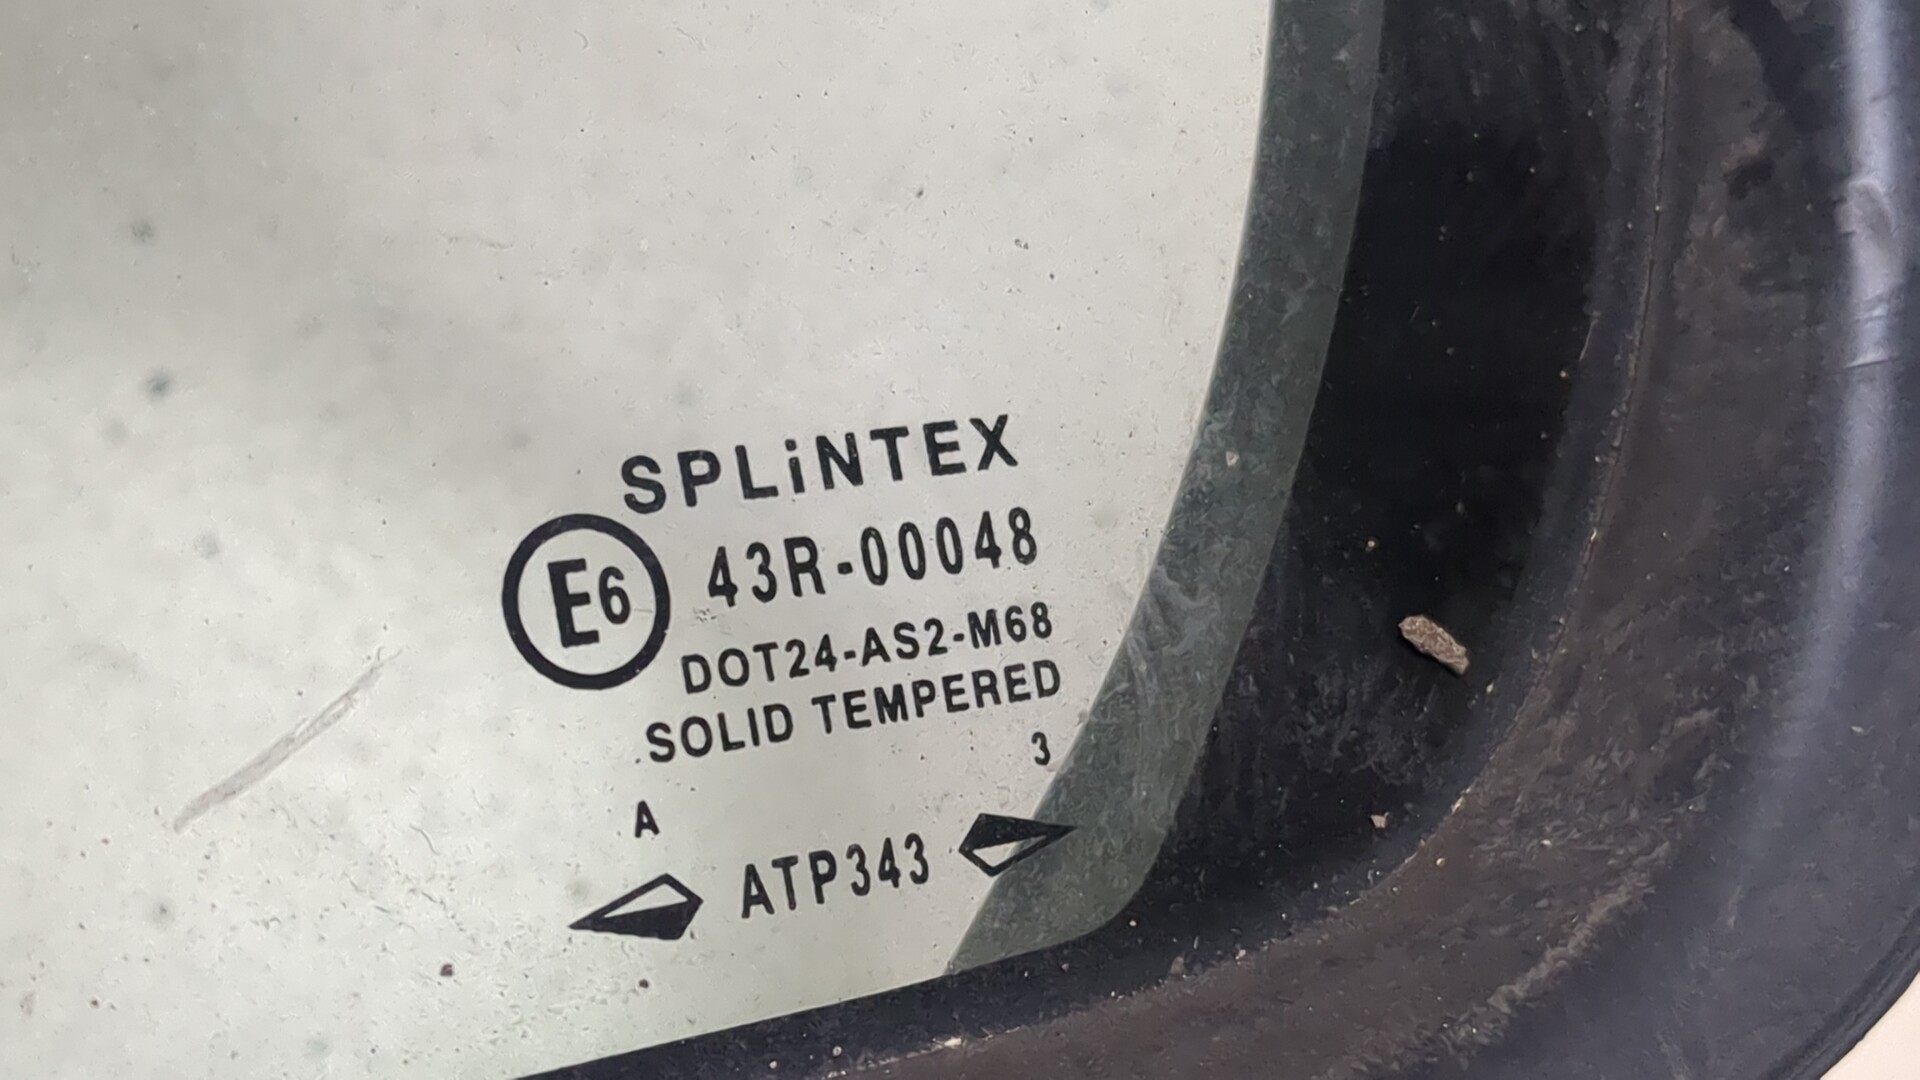 SPLiNTEX
E6 43R-00048
DOT24-AS2-M68
SOLID TEMPERED
3
A
ATP343